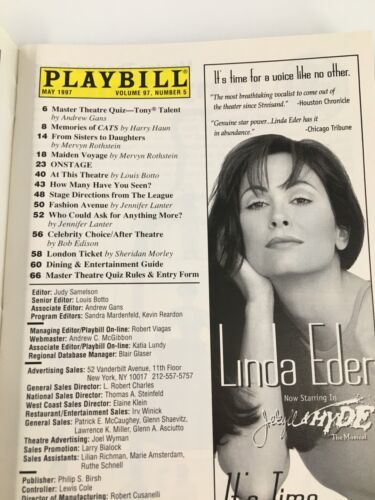 PLAYBILL®
MAY 1997 VOLUME 97, NUMBER 5
6 Master Theatre Quiz—Tony® Talent
by Andrew Gans
8 Memories of CATS by Harry Haun
14 From Sisters to Daughters
by Mervyn Rothstein
18 Maiden Voyage by Mervyn Rothstein
23 ONSTAGE
40 At This Theatre by Louis Botto
43 How Many Have You Seen?
48 Stage Directions from The League
50 Fashion Avenue by Jennifer Lanter
52 Who Could Ask for Anything More?
by Jennifer Lanter
56 Celebrity Choice/After Theatre
by Bob Edison
58 London Ticket by Sheridan Morley
60 Dining & Entertainment Guide
66 Master Theatre Quiz Rules & Entry Form
Editor: Judy Samelson
Senior Editor: Louis Botto
Associate Editor: Andrew Gans
Program Editors: Sandra Mardenfeld, Kevin Reardon
Managing Editor/Playbill On-line: Robert Viagas
Webmaster: Andrew C. McGibbon
Associate Editor/Playbill On-line: Katia Lundy
Regional Database Manager: Blair Glaser
Advertising Sales: 52 Vanderbilt Avenue, 11th Floor
New York, NY 10017 212-557-5757
General Sales Director: L. Robert Charles
National Sales Director: Thomas A. Steinfeld
West Coast Sales Director: Elaine Klein
Restaurant/Entertainment Sales: Irv Winick
General Sales: Patrick E. McCaughey, Glenn Shaevitz,
Lawrence K. Miller, Glenn A. Asciutto
Theatre Advertising: Joel Wyman
Sales Promotion: Larry Blalock
Sales Assistants: Lilian Richman, Marie Amsterdam,
Ruthe Schnell
Publisher: Philip S. Birsh
Controller: Lewis Cole
Director of Manufacturing: Robert Cusanelli
It's time for a voice like no other.
"The most breathtaking vocalist to come out of
the theater since Streisand." -Houston Chronicle
"Genuine star power..Linda Eder has it
in abundance." -Chicago Tribune
Linda Eder
Now Starring In
Jekyll & HYDE
The Musical
It's Time